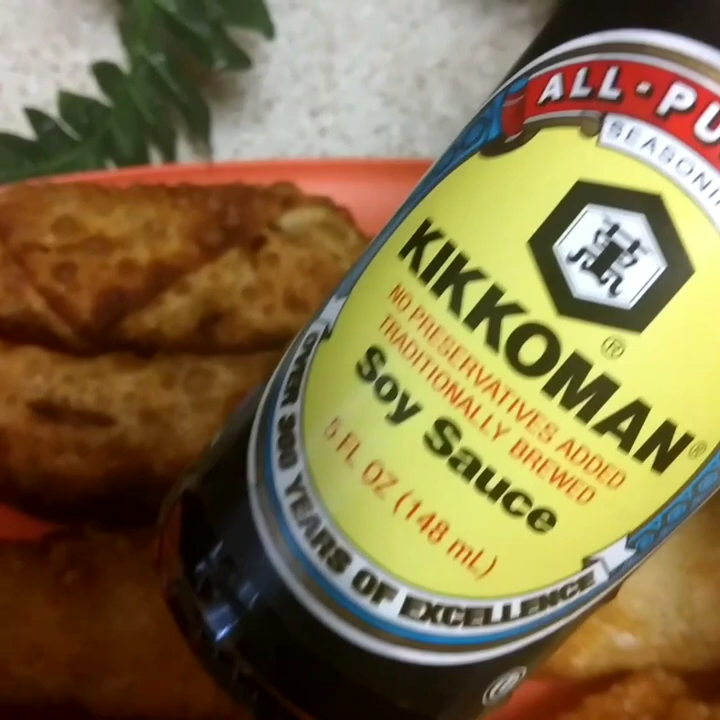 ALL-PU
SEASONI
KIKKOMAN®
NO PRESERVATIVES ADDED
TRADITIONALLY BREWED
Soy Sauce
5 FL OZ (148 mL)
OVER 300 YEARS OF EXCELLENCE